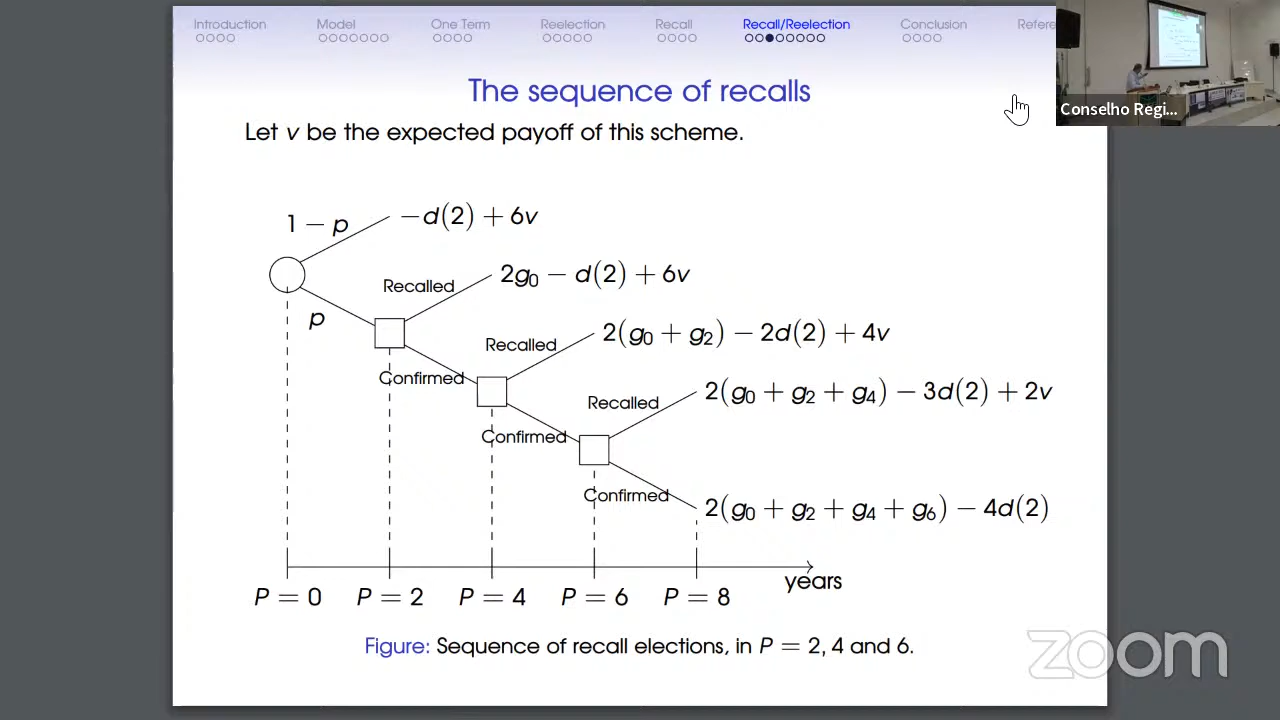 Introduction Model One Term Reelection Recall Recall/Reelection Conclusion Refere
The sequence of recalls
Let v be the expected payoff of this scheme.
1 − p
−d(2) + 6v
Recalled
2g₀ − d(2) + 6v
p
Recalled
2(g₀ + g₂) − 2d(2) + 4v
Confirmed
Recalled
2(g₀ + g₂ + g₄) − 3d(2) + 2v
Confirmed
Confirmed
2(g₀ + g₂ + g₄ + g₆) − 4d(2)
years
P = 0 P = 2 P = 4 P = 6 P = 8
Figure: Sequence of recall elections, in P = 2, 4 and 6.
Conselho Regi...
zoom